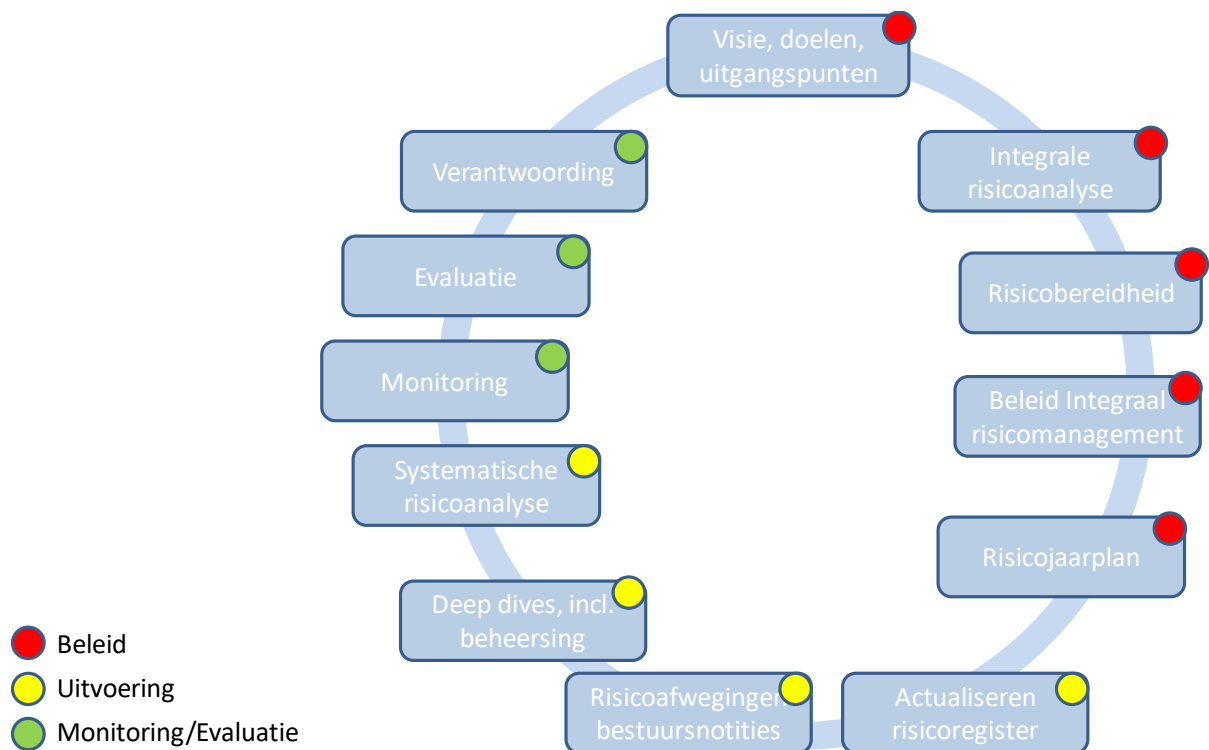 Visie, doelen,
uitgangspunten
Integrale
risicoanalyse
Risicobereidheid
Beleid Integraal
risicomanagement
Risicojaarplan
Actualiseren
risicoregister
Risicoafwegingen
bestuursnotities
Deep dives, incl.
beheersing
Systematische
risicoanalyse
Monitoring
Evaluatie
Verantwoording
Beleid
Uitvoering
Monitoring/Evaluatie